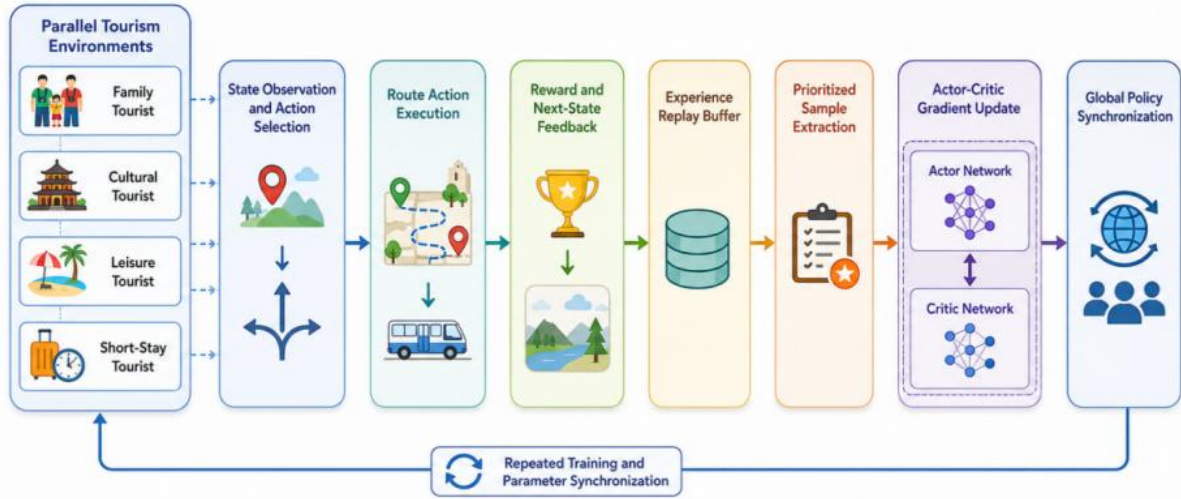 Parallel Tourism
Environments
Family
Tourist
Cultural
Tourist
Leisure
Tourist
Short-Stay
Tourist
State Observation
and Action
Selection
Route Action
Execution
Reward and
Next-State
Feedback
Experience
Replay Buffer
Prioritized
Sample
Extraction
Actor-Critic
Gradient Update
Actor Network
Critic Network
Global Policy
Synchronization
Repeated Training and
Parameter Synchronization